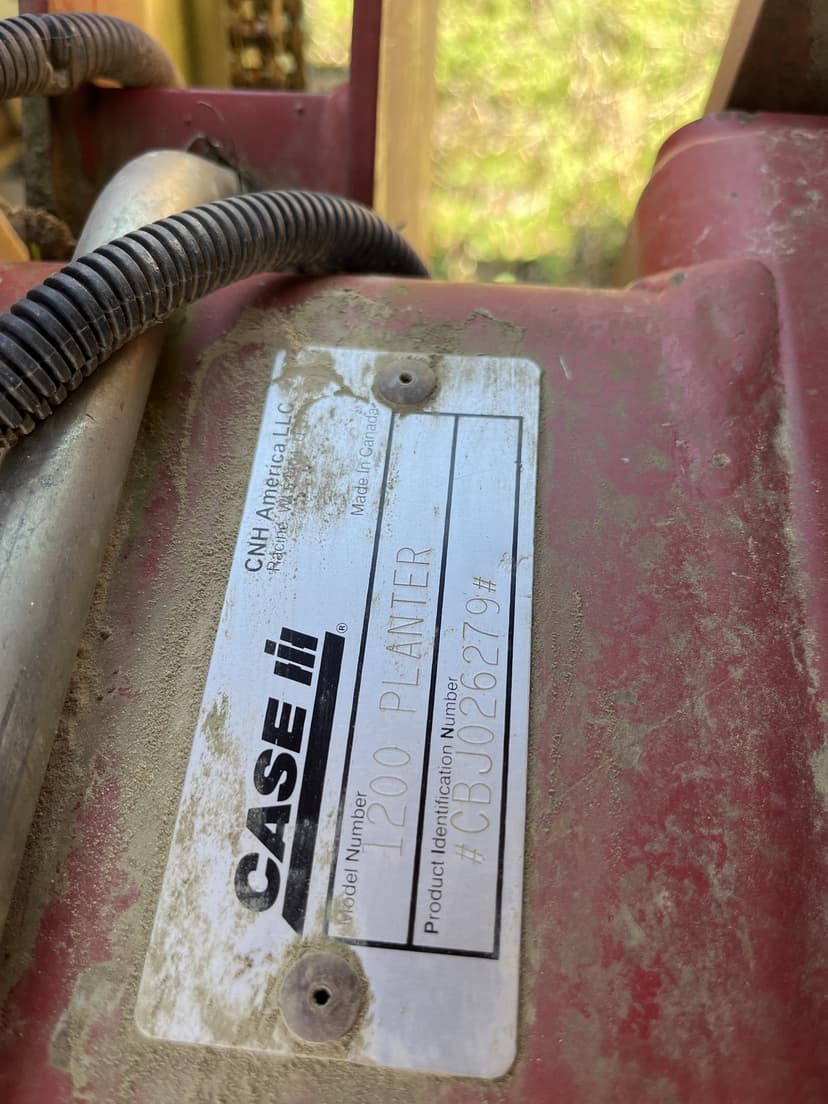 CASE IH®
CNH America LLC
Racine, WI
Made In Canada
Model Number
1200 PLANTER
Product Identification Number
#CBJ026279#